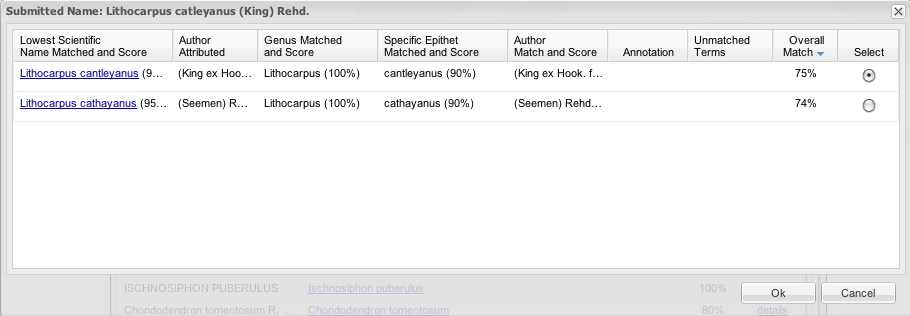 Submitted Name: Lithocarpus catleyanus (King) Rehd.
Lowest Scientific Name Matched and Score
Author Attributed
Genus Matched and Score
Specific Epithet Matched and Score
Author Match and Score
Annotation
Unmatched Terms
Overall Match
Select
Lithocarpus cantleyanus (9... (King ex Hoo... Lithocarpus (100%) cantleyanus (90%) (King ex Hook. f... 75%
Lithocarpus cathayanus (95... (Seemen) R... Lithocarpus (100%) cathayanus (90%) (Seemen) Rehd... 74%
ISCHNOSIPHON PUBERULUS Ischnosiphon puberulus 100%
Chondodendron tomentosum R. ... Chondodendron tomentosum 80% details
Ok Cancel